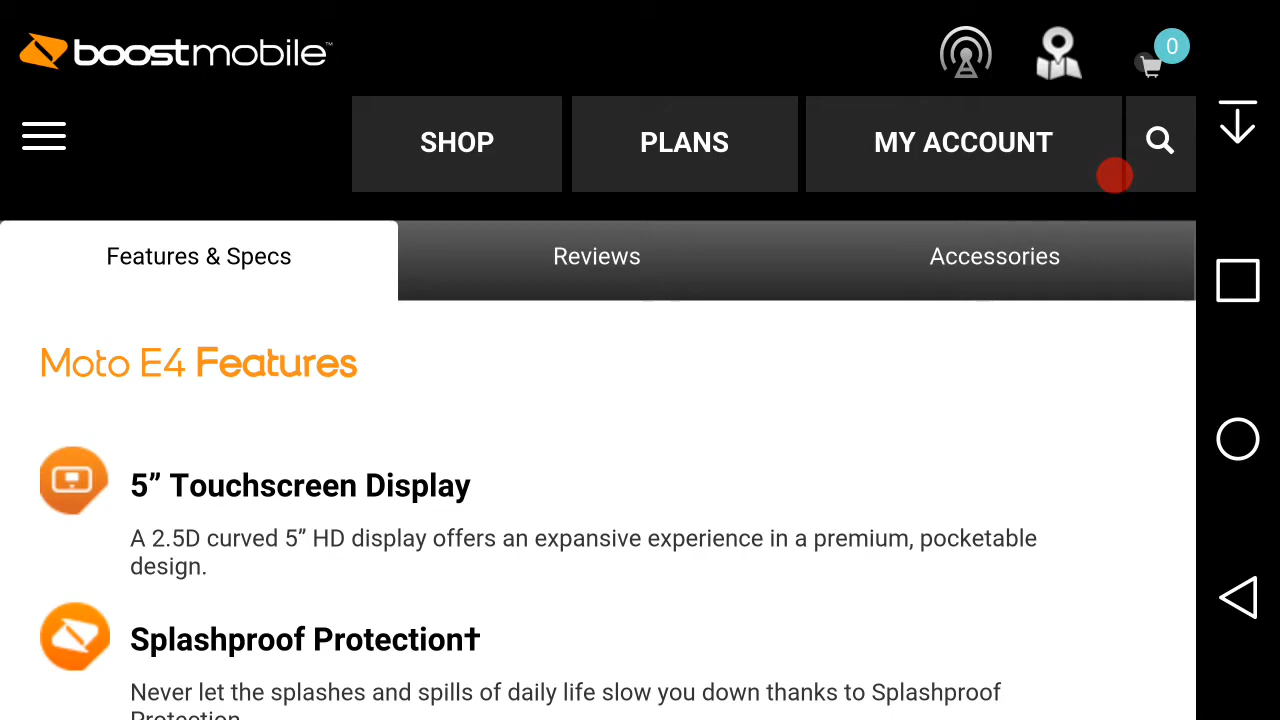 boostmobile™
0
SHOP
PLANS
MY ACCOUNT
Features & Specs
Reviews
Accessories
Moto E4 Features
5” Touchscreen Display
A 2.5D curved 5” HD display offers an expansive experience in a premium, pocketable
design.
Splashproof Protection†
Never let the splashes and spills of daily life slow you down thanks to Splashproof
Protection